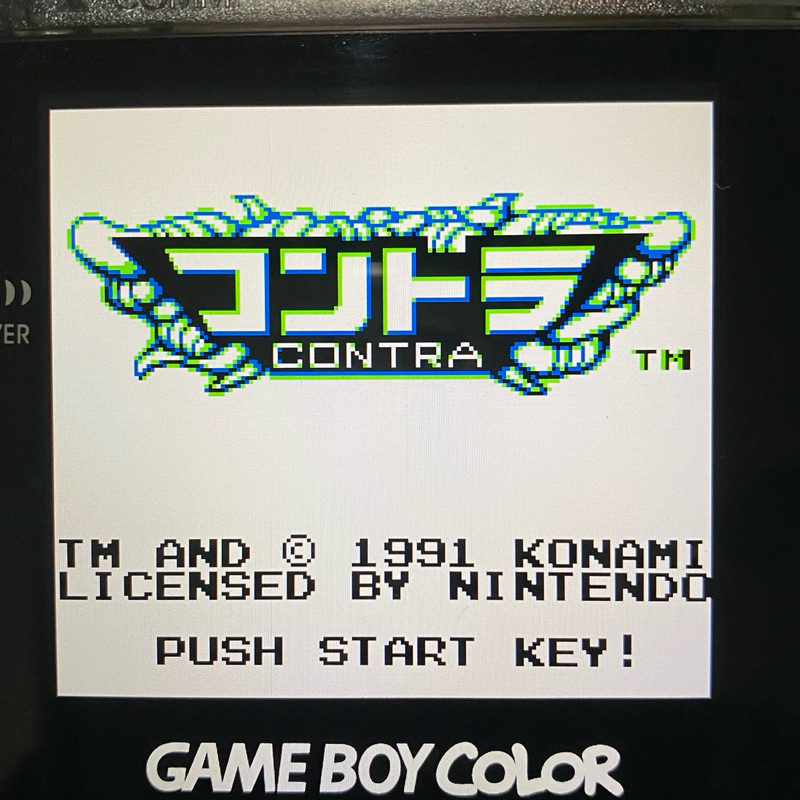 コントラ
CONTRA
TM
TM AND © 1991 KONAMI
LICENSED BY NINTENDO
PUSH START KEY!
GAME BOY COLOR